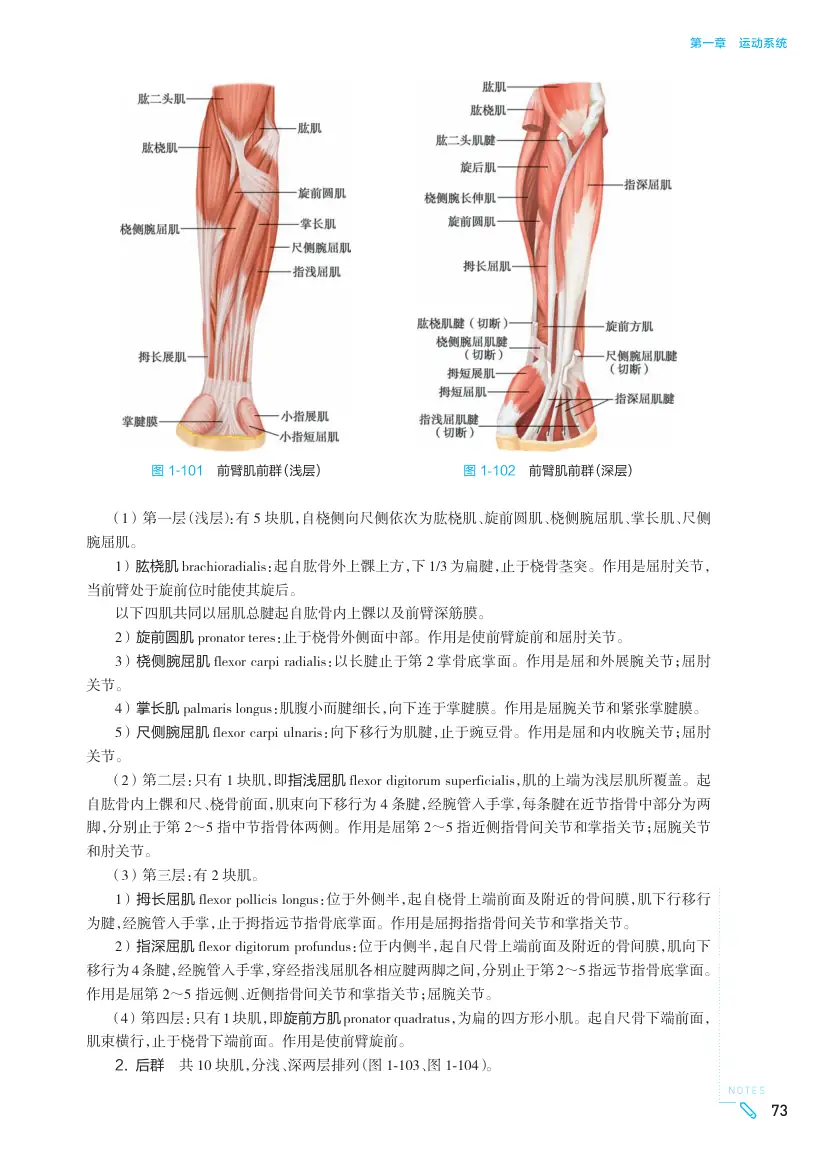 第一章 运动系统
肱二头肌
肱肌
肱桡肌
旋前圆肌
桡侧腕屈肌
掌长肌
尺侧腕屈肌
指浅屈肌
拇长展肌
掌腱膜
小指展肌
小指短屈肌
图 1-101 前臂肌前群(浅层)
肱肌
肱桡肌
肱二头肌腱
旋后肌
指深屈肌
桡侧腕长伸肌
旋前圆肌
拇长屈肌
肱桡肌腱(切断)
旋前方肌
桡侧腕屈肌腱
(切断)
尺侧腕屈肌腱
(切断)
拇短展肌
拇短屈肌
指深屈肌腱
指浅屈肌腱
(切断)
图 1-102 前臂肌前群(深层)
(1)第一层(浅层):有 5 块肌,自桡侧向尺侧依次为肱桡肌、旋前圆肌、桡侧腕屈肌、掌长肌、尺侧
腕屈肌。
1)肱桡肌 brachioradialis:起自肱骨外上髁上方,下 1/3 为扁腱,止于桡骨茎突。作用是屈肘关节,
当前臂处于旋前位时能使其旋后。
以下四肌共同以屈肌总腱起自肱骨内上髁以及前臂深筋膜。
2)旋前圆肌 pronator teres:止于桡骨外侧面中部。作用是使前臂旋前和屈肘关节。
3)桡侧腕屈肌 flexor carpi radialis:以长腱止于第 2 掌骨底掌面。作用是屈和外展腕关节;屈肘
关节。
4)掌长肌 palmaris longus:肌腹小而腱细长,向下连于掌腱膜。作用是屈腕关节和紧张掌腱膜。
5)尺侧腕屈肌 flexor carpi ulnaris:向下移行为肌腱,止于豌豆骨。作用是屈和内收腕关节;屈肘
关节。
(2)第二层:只有 1 块肌,即指浅屈肌 flexor digitorum superficialis,肌的上端为浅层肌所覆盖。起
自肱骨内上髁和尺、桡骨前面,肌束向下移行为 4 条腱,经腕管入手掌,每条腱在近节指骨中部分为两
脚,分别止于第 2～5 指中节指骨体两侧。作用是屈第 2～5 指近侧指骨间关节和掌指关节;屈腕关节
和肘关节。
(3)第三层:有 2 块肌。
1)拇长屈肌 flexor pollicis longus:位于外侧半,起自桡骨上端前面及附近的骨间膜,肌下行移行
为腱,经腕管入手掌,止于拇指远节指骨底掌面。作用是屈拇指指骨间关节和掌指关节。
2)指深屈肌 flexor digitorum profundus:位于内侧半,起自尺骨上端前面及附近的骨间膜,肌向下
移行为4条腱,经腕管入手掌,穿经指浅屈肌各相应腱两脚之间,分别止于第2～5指远节指骨底掌面。
作用是屈第 2～5 指远侧、近侧指骨间关节和掌指关节;屈腕关节。
(4)第四层:只有1块肌,即旋前方肌 pronator quadratus,为扁的四方形小肌。起自尺骨下端前面,
肌束横行,止于桡骨下端前面。作用是使前臂旋前。
2. 后群 共 10 块肌,分浅、深两层排列(图 1-103、图 1-104)。
NOTES
73